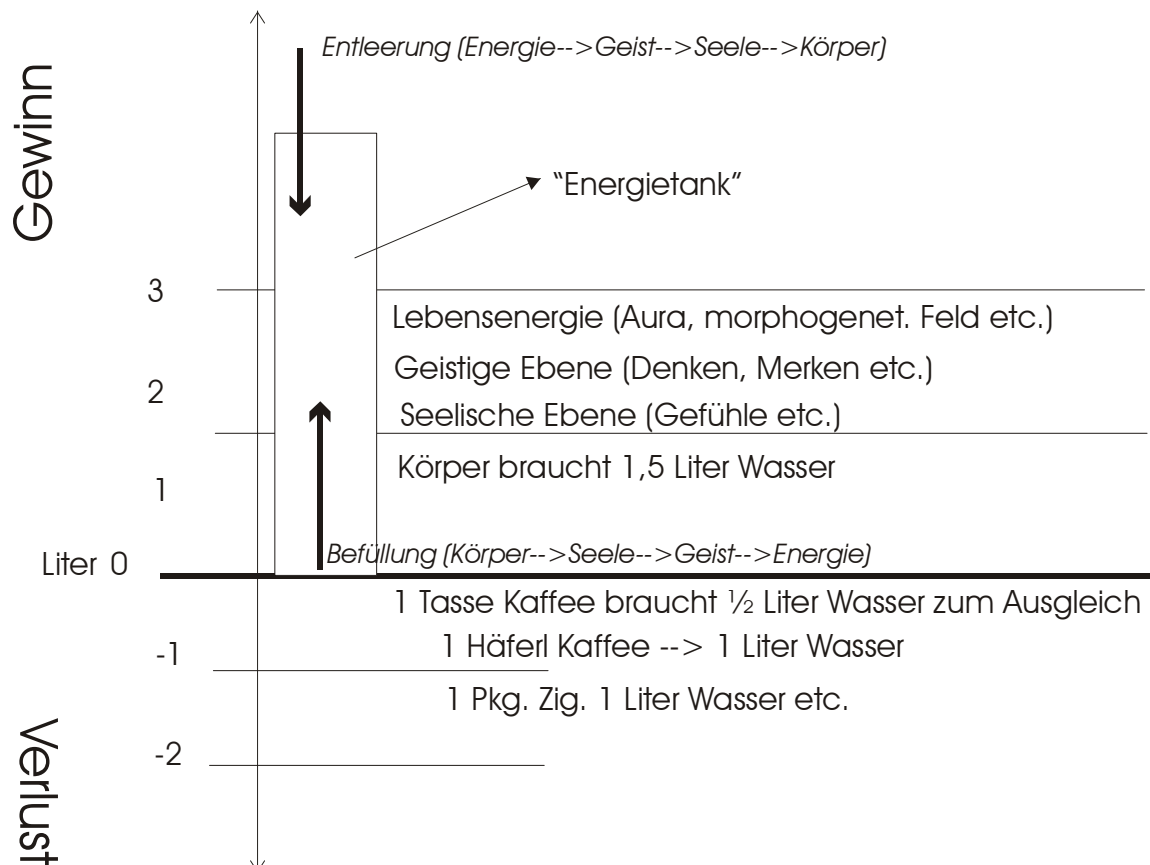 Entleerung (Energie-->Geist-->Seele-->Körper)
Gewinn
“Energietank”
3
Lebensenergie (Aura, morphogenet. Feld etc.)
Geistige Ebene (Denken, Merken etc.)
2
Seelische Ebene (Gefühle etc.)
Körper braucht 1,5 Liter Wasser
1
Befüllung (Körper-->Seele-->Geist-->Energie)
Liter 0
1 Tasse Kaffee braucht ½ Liter Wasser zum Ausgleich
1 Häferl Kaffee --> 1 Liter Wasser
-1
1 Pkg. Zig. 1 Liter Wasser etc.
-2
Verlust